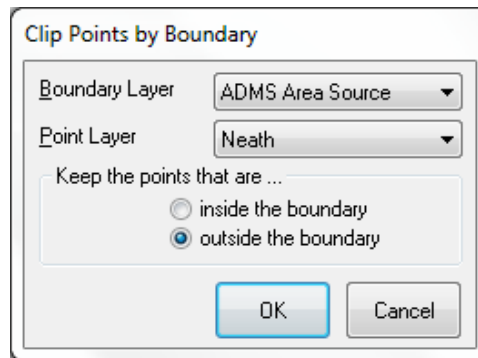 Clip Points by Boundary
Boundary Layer ADMS Area Source
Point Layer Neath
Keep the points that are ...
inside the boundary
outside the boundary
OK Cancel